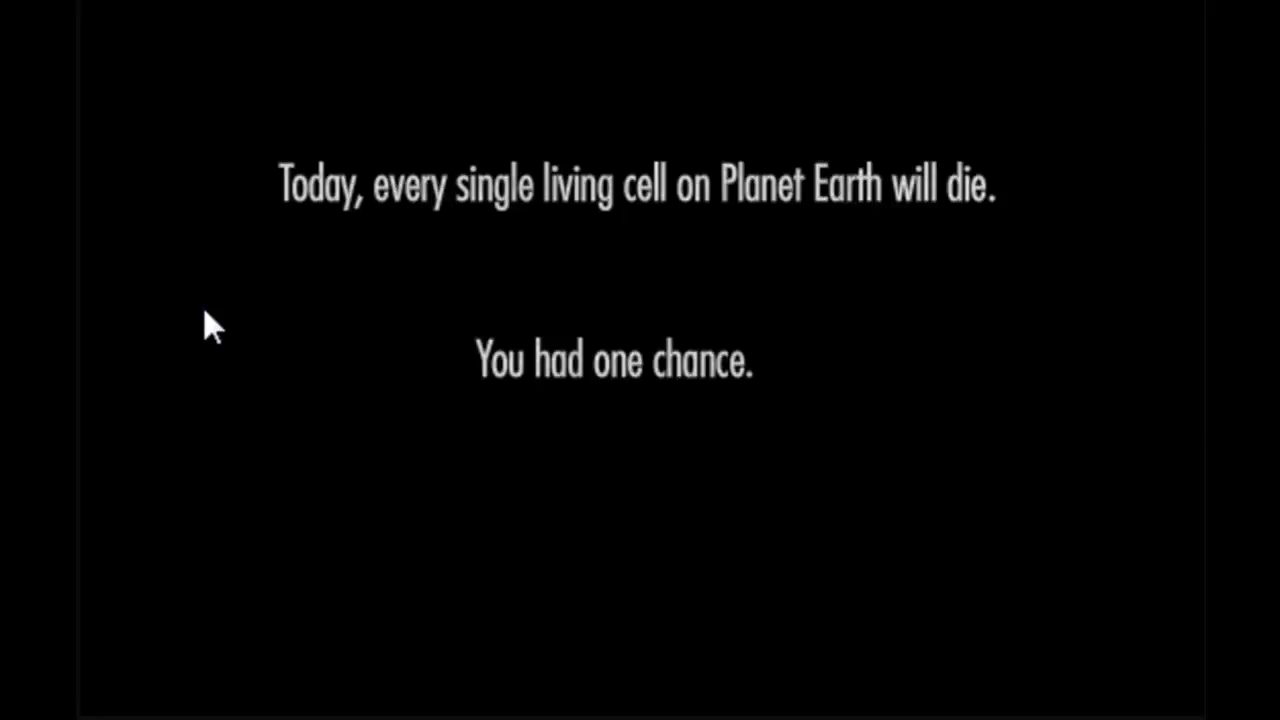 Today, every single living cell on Planet Earth will die.
You had one chance.